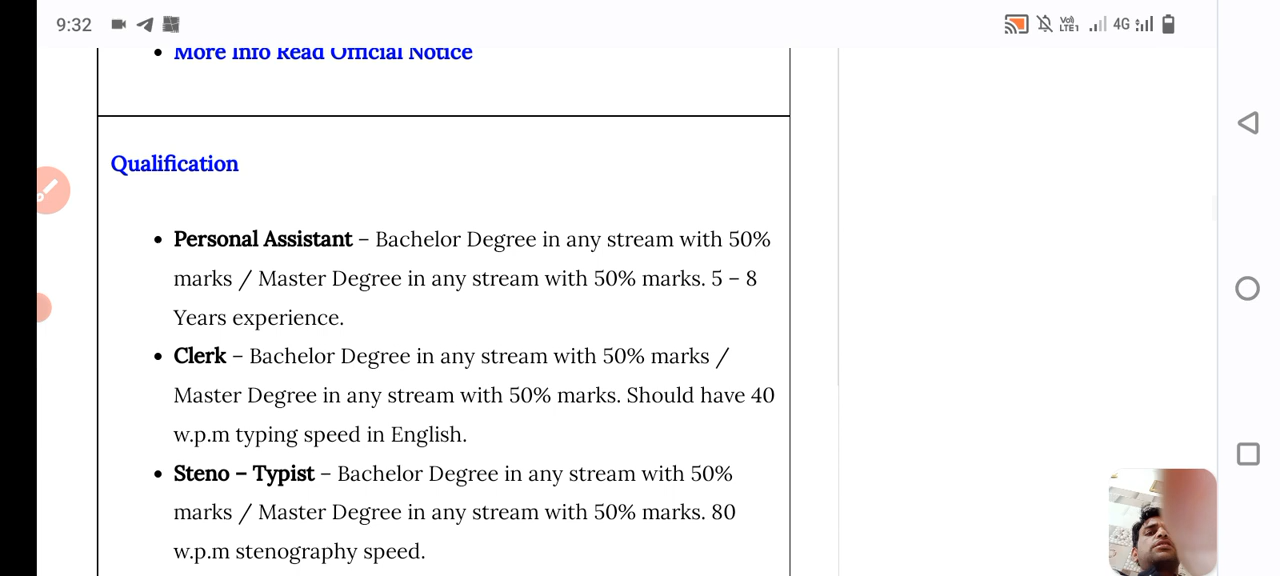 9:32
4G
More Info Read Official Notice
Qualification
Personal Assistant – Bachelor Degree in any stream with 50%
marks / Master Degree in any stream with 50% marks. 5 – 8
Years experience.
Clerk – Bachelor Degree in any stream with 50% marks /
Master Degree in any stream with 50% marks. Should have 40
w.p.m typing speed in English.
Steno – Typist – Bachelor Degree in any stream with 50%
marks / Master Degree in any stream with 50% marks. 80
w.p.m stenography speed.